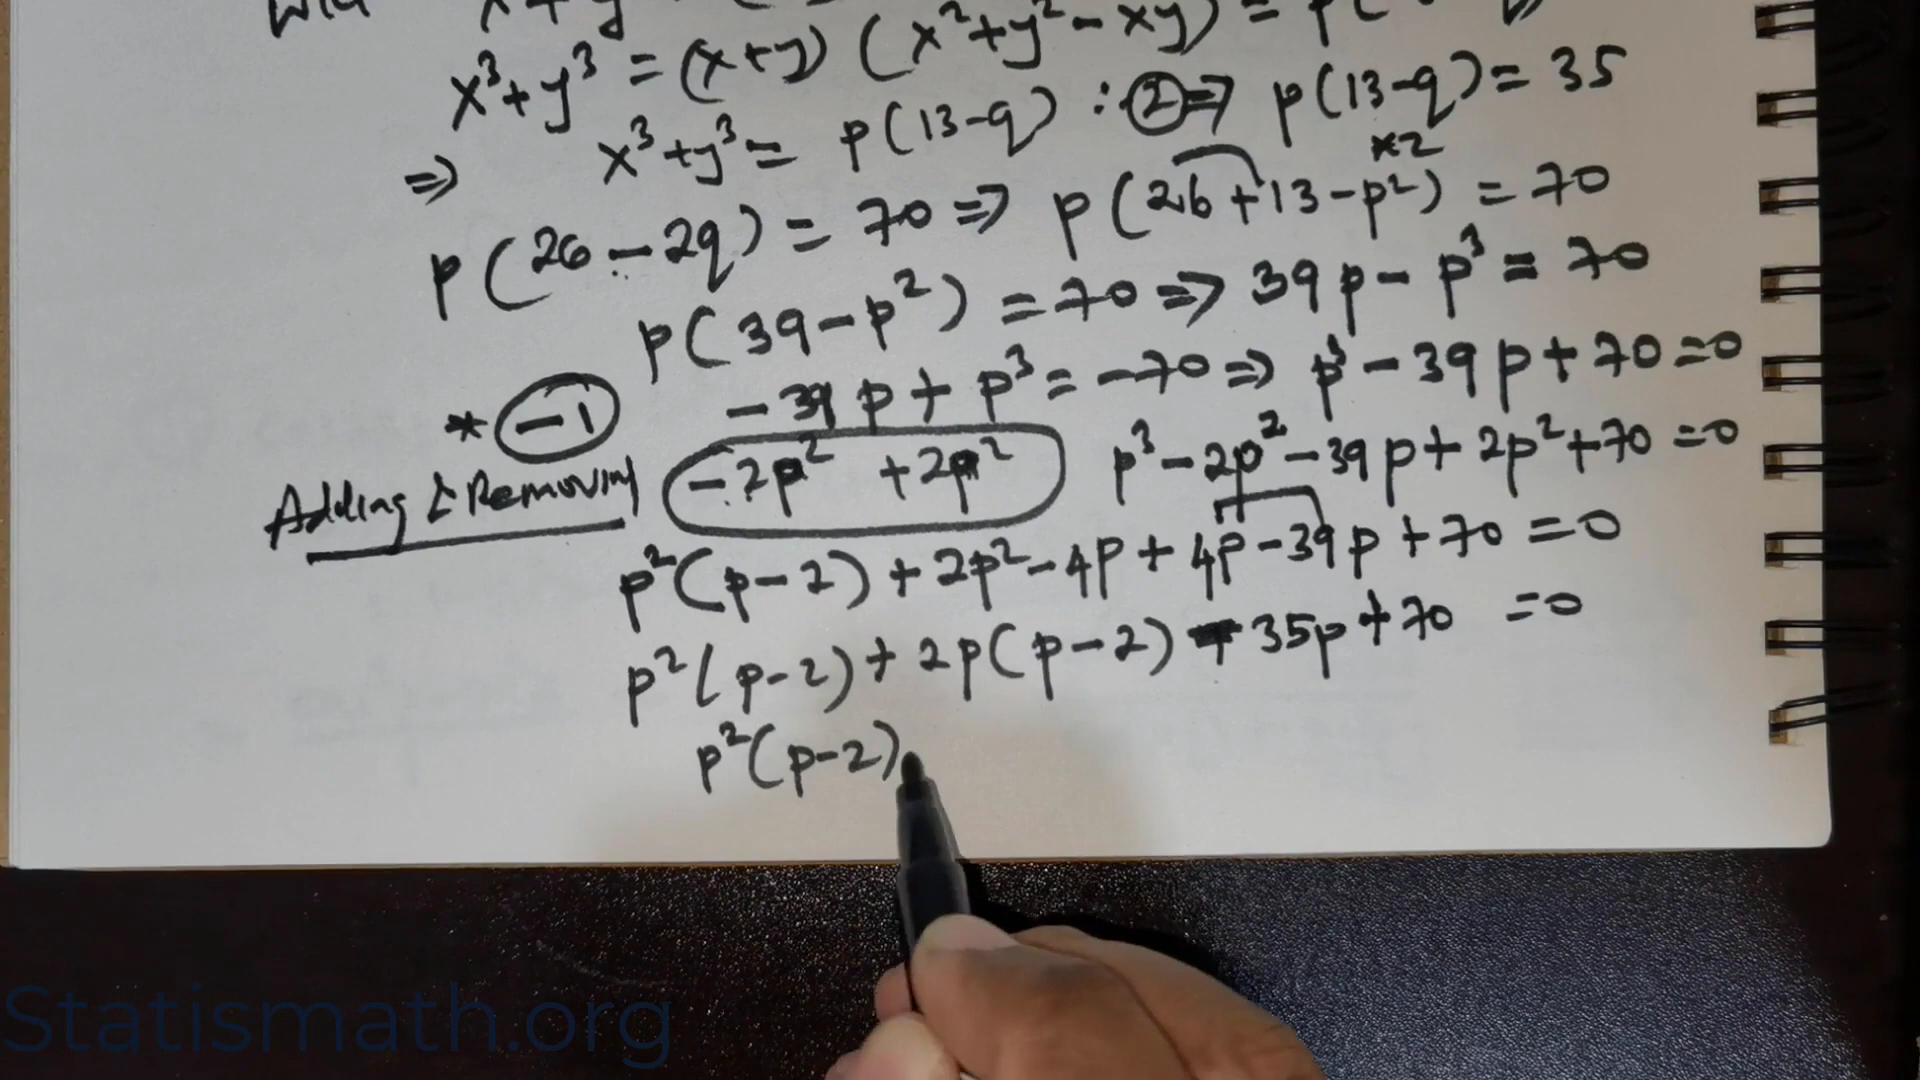 x³+y³ = (x+y) (x²+y²-xy) = p(
⇒ x³+y³ = p(13-q) : ② ⇒ p(13-q) = 35
×2
p(26-2q) = 70 ⇒ p(26+13-p²) = 70
p(39-p²) = 70 ⇒ 39p - p³ = 70
* -1 -39p + p³ = -70 ⇒ p³ - 39p + 70 = 0
Adding & Removing -2p² +2p² p³-2p²-39p+2p²+70=0
p²(p-2) + 2p²-4p+4p-39p+70=0
p²(p-2) + 2p(p-2) - 35p+70 =0
p²(p-2)
Statismath.org